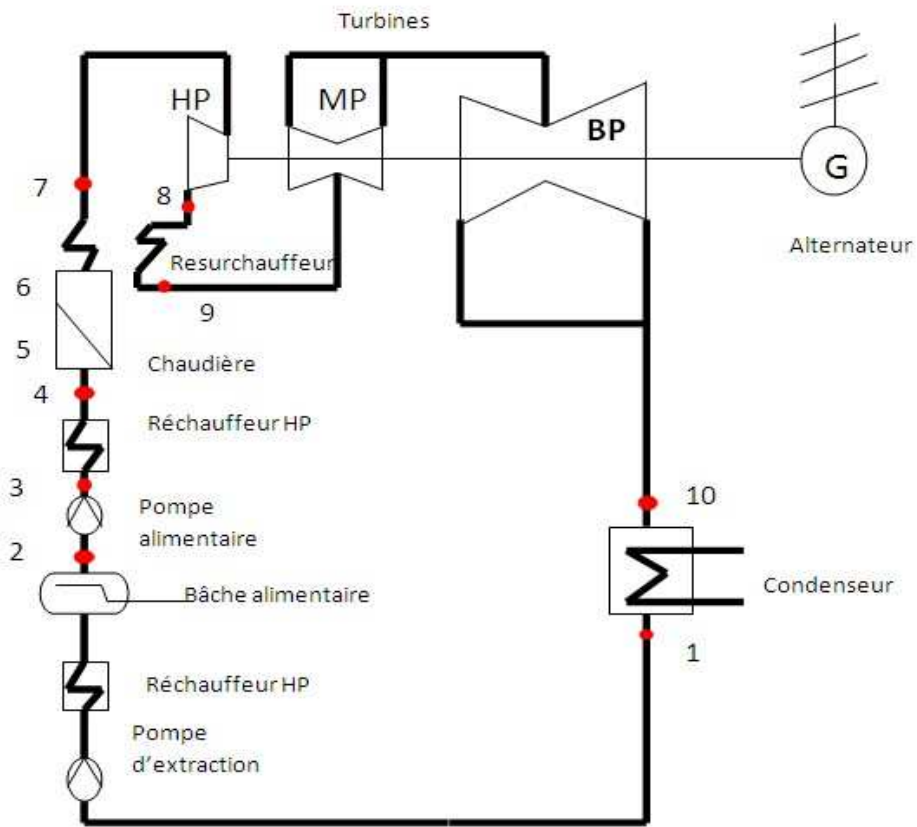 Turbines
HP
MP
BP
G
7
8
Alternateur
Resurchauffeur
6
9
5
Chaudière
4
Réchauffeur HP
3
10
Pompe
alimentaire
2
Bâche alimentaire
Condenseur
1
Réchauffeur HP
Pompe
d'extraction